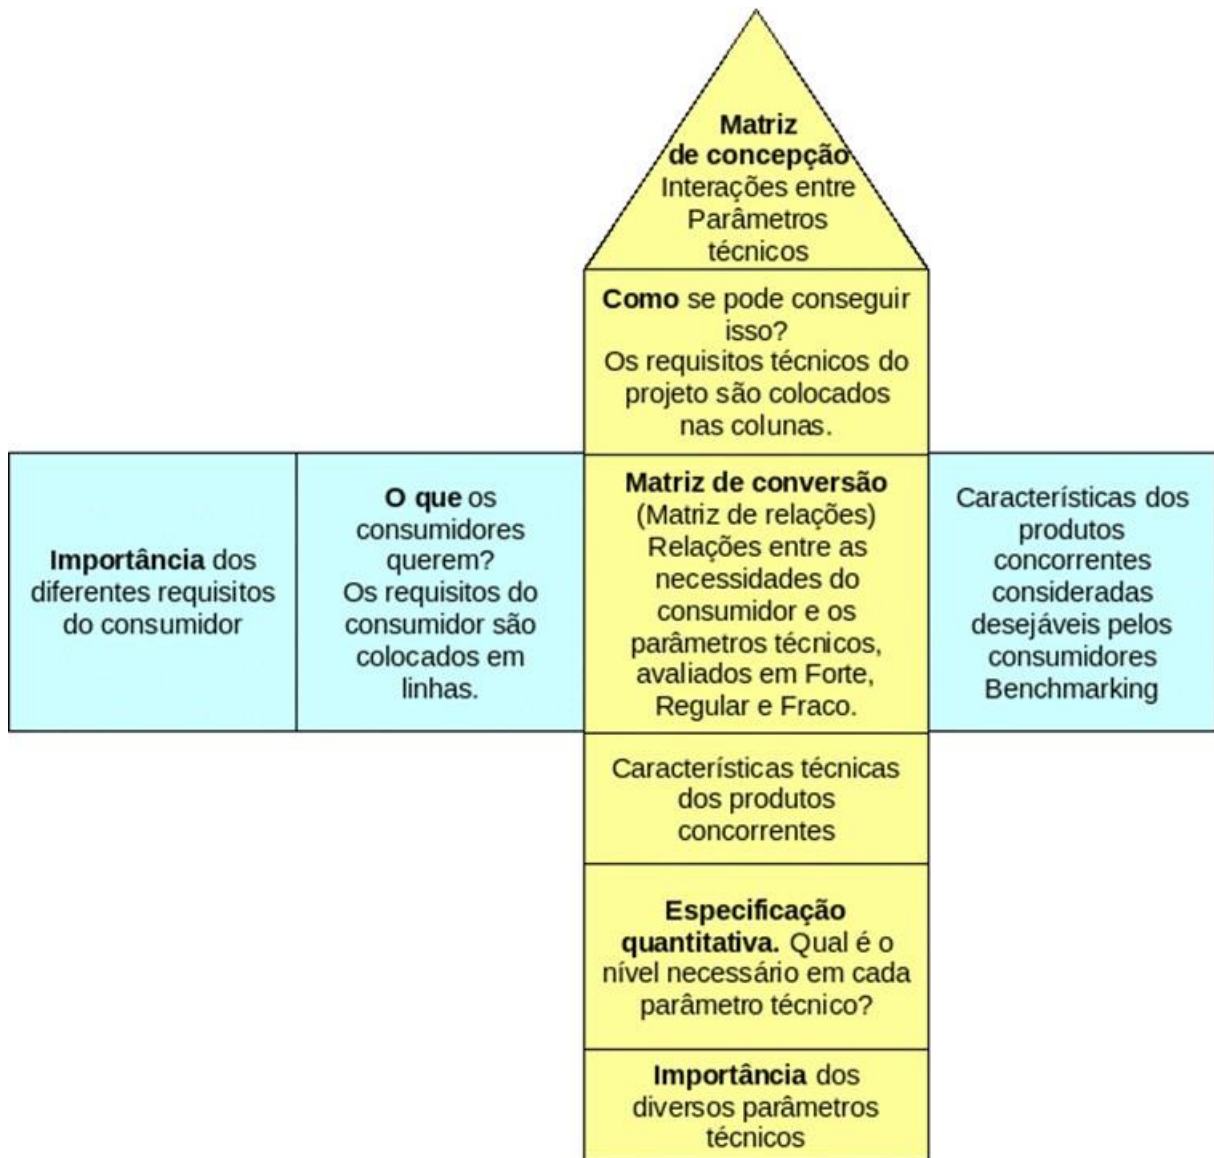 Matriz
de concepção
Interações entre
Parâmetros
técnicos
Como se pode conseguir
isso?
Os requisitos técnicos do
projeto são colocados
nas colunas.
Importância dos
diferentes requisitos
do consumidor
O que os
consumidores
querem?
Os requisitos do
consumidor são
colocados em
linhas.
Matriz de conversão
(Matriz de relações)
Relações entre as
necessidades do
consumidor e os
parâmetros técnicos,
avaliados em Forte,
Regular e Fraco.
Características dos
produtos
concorrentes
consideradas
desejáveis pelos
consumidores
Benchmarking
Características técnicas
dos produtos
concorrentes
Especificação
quantitativa. Qual é o
nível necessário em cada
parâmetro técnico?
Importância dos
diversos parâmetros
técnicos